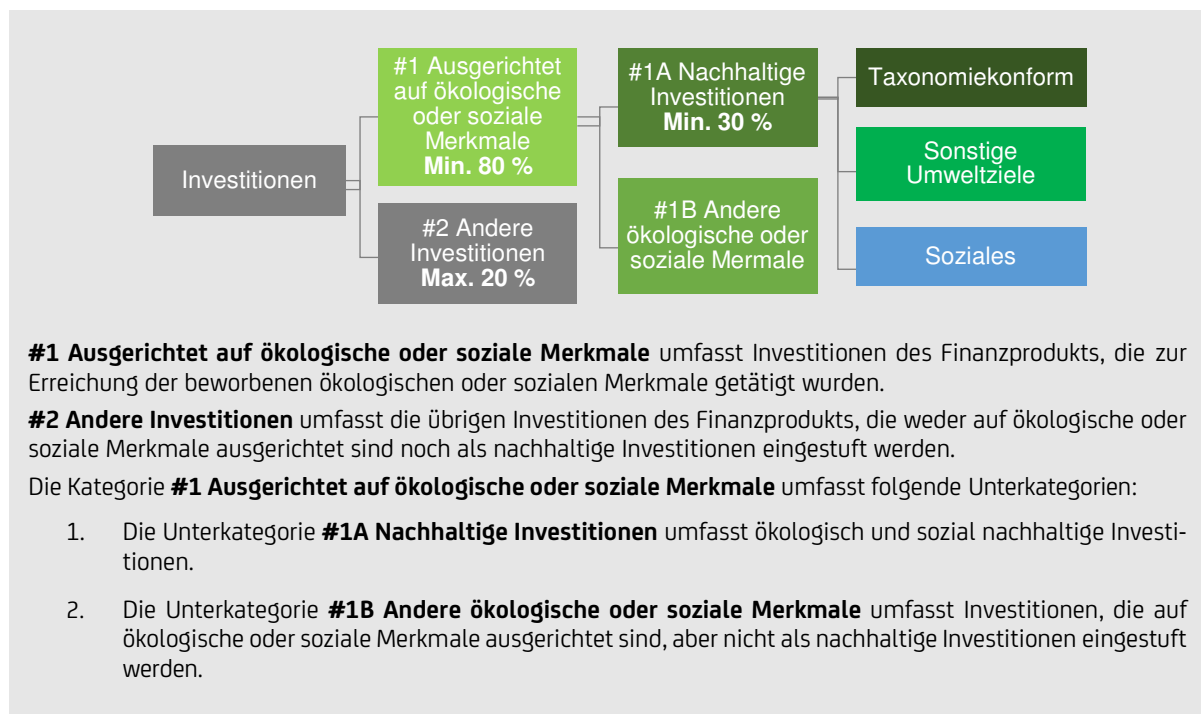 Investitionen
#1 Ausgerichtet
auf ökologische
oder soziale
Merkmale
Min. 80 %
#2 Andere
Investitionen
Max. 20 %
#1A Nachhaltige
Investitionen
Min. 30 %
#1B Andere
ökologische oder
soziale Mermale
Taxonomiekonform
Sonstige
Umweltziele
Soziales
#1 Ausgerichtet auf ökologische oder soziale Merkmale umfasst Investitionen des Finanzprodukts, die zur
Erreichung der beworbenen ökologischen oder sozialen Merkmale getätigt wurden.
#2 Andere Investitionen umfasst die übrigen Investitionen des Finanzprodukts, die weder auf ökologische oder
soziale Merkmale ausgerichtet sind noch als nachhaltige Investitionen eingestuft werden.
Die Kategorie #1 Ausgerichtet auf ökologische oder soziale Merkmale umfasst folgende Unterkategorien:
1. Die Unterkategorie #1A Nachhaltige Investitionen umfasst ökologisch und sozial nachhaltige Investi-
tionen.
2. Die Unterkategorie #1B Andere ökologische oder soziale Merkmale umfasst Investitionen, die auf
ökologische oder soziale Merkmale ausgerichtet sind, aber nicht als nachhaltige Investitionen eingestuft
werden.